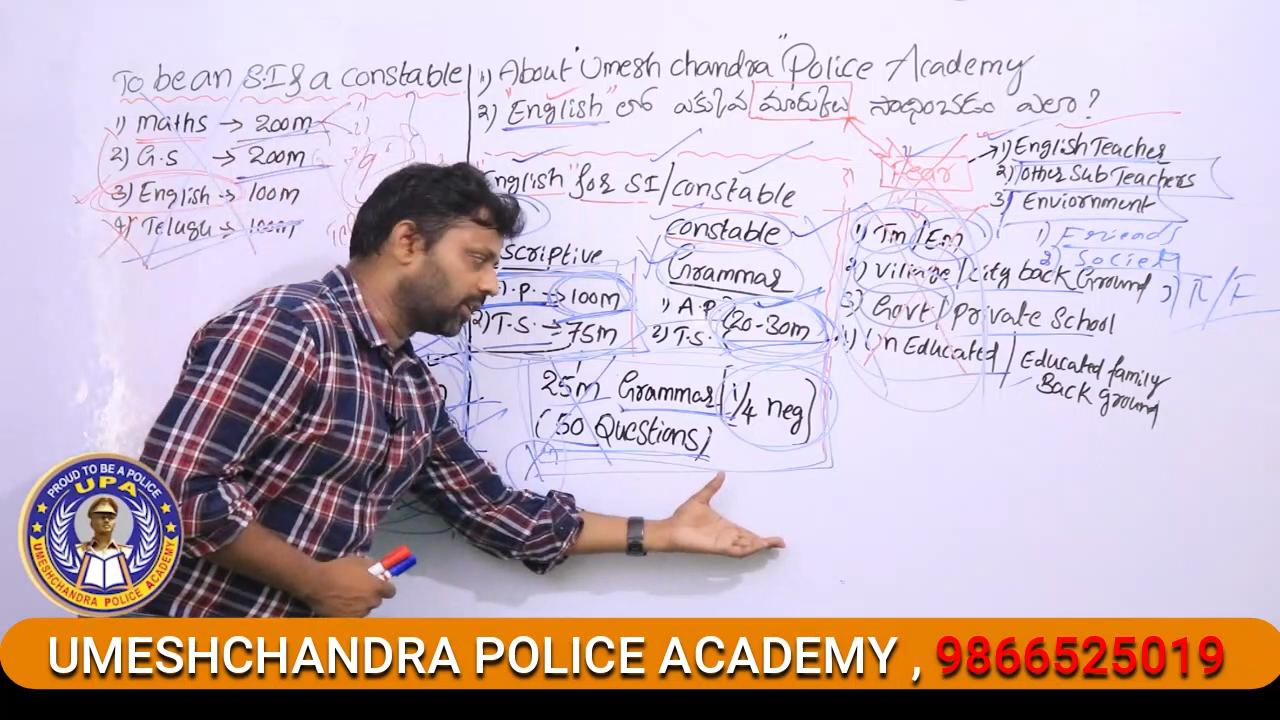 To be an S.I & a constable
1) Maths → 200m
2) G.S → 200m
3) English → 100m
4) Telugu → 100m
1) About "Umesh chandra" Police Academy
2) "English" లో ఎక్కువ మార్కులు సాధించడం ఎలా?
"English" for SI/constable
scriptive
A.P. → 100m
2) T.S. → 75m
constable
Grammar
1) A.P
2) T.S. 20-30m
25m Grammar (1/4 neg)
(50 Questions)
Fear
1) English Teacher
2) other Sub Teachers
3) Enviornment
1) Friends
2) Society
1) Tm/Em
2) Villege/city back Ground
3) Govt/private School
4) Un Educated / Educated family Back ground
PROUD TO BE A POLICE
UPA
UMESHCHANDRA POLICE ACADEMY
UMESHCHANDRA POLICE ACADEMY , 9866525019